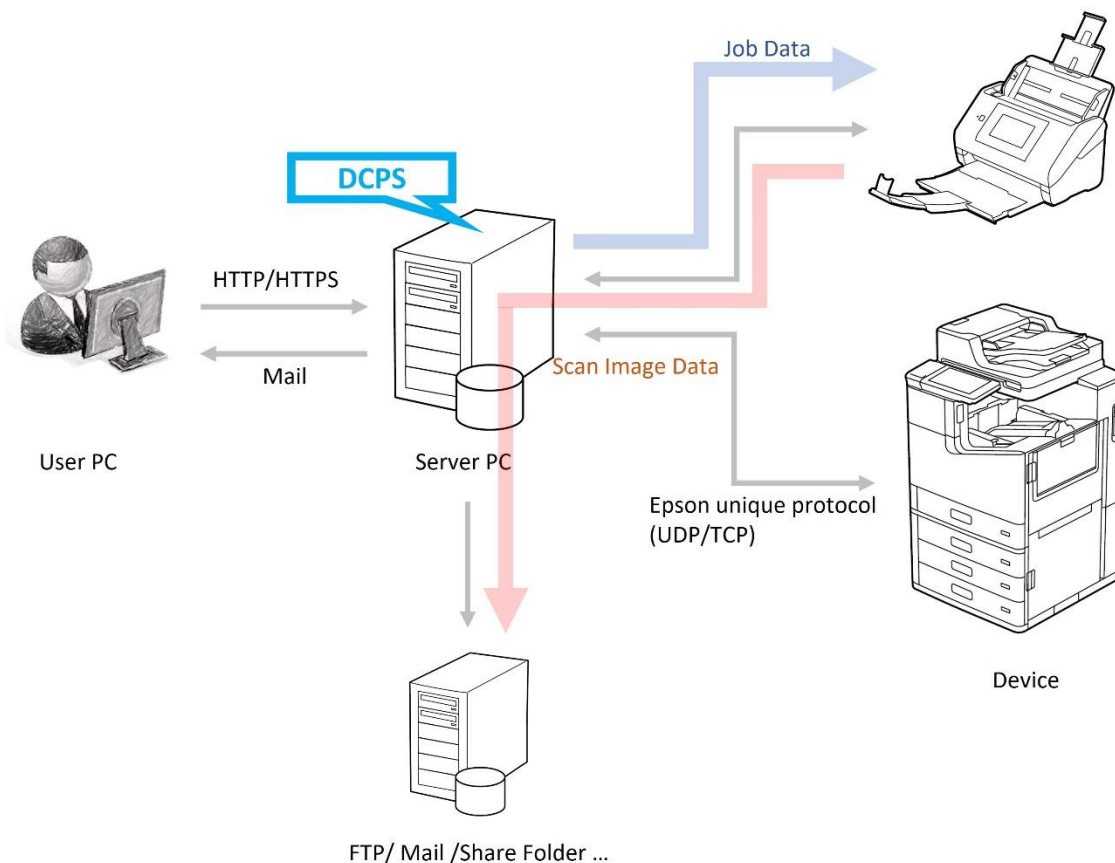 Job Data
DCPS
HTTP/HTTPS
Mail
Scan Image Data
User PC
Server PC
Epson unique protocol
(UDP/TCP)
Device
FTP/ Mail /Share Folder ...